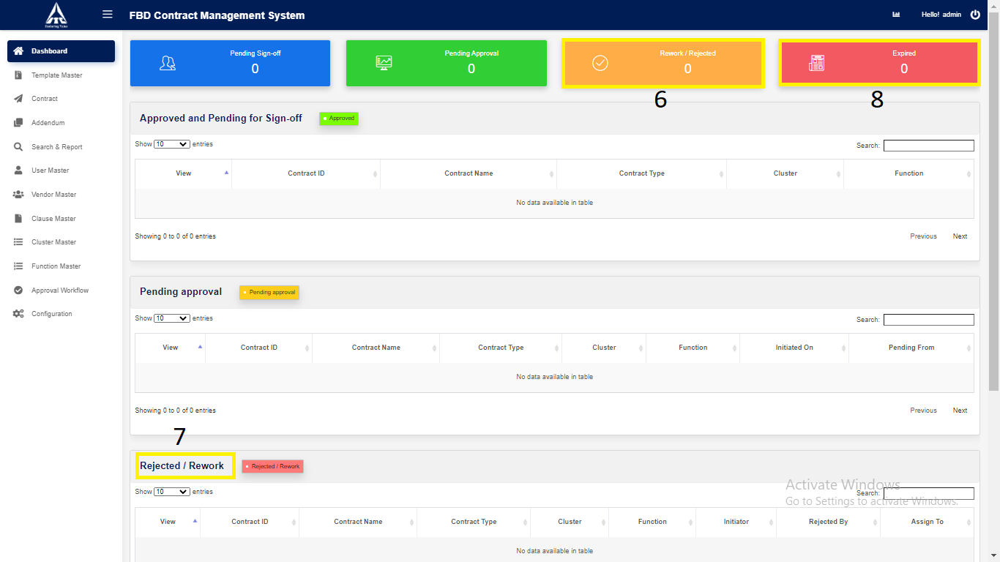 FBD Contract Management System
Hello! admin
Enduring Value
Dashboard
Template Master
Contract
Addendum
Search & Report
User Master
Vendor Master
Clause Master
Cluster Master
Function Master
Approval Workflow
Configuration
Pending Sign-off
0
Pending Approval
0
Rework / Rejected
0
Expired
0
6
8
Approved and Pending for Sign-off Approved
Show 10 entries Search:
View Contract ID Contract Name Contract Type Cluster Function
No data available in table
Showing 0 to 0 of 0 entries Previous Next
Pending approval Pending approval
Show 10 entries Search:
View Contract ID Contract Name Contract Type Cluster Function Initiated On Pending From
No data available in table
Showing 0 to 0 of 0 entries Previous Next
7
Rejected / Rework Rejected / Rework
Show 10 entries Search:
View Contract ID Contract Name Contract Type Cluster Function Initiator Rejected By Assign To
No data available in table
Activate Windows
Go to Settings to activate Windows.